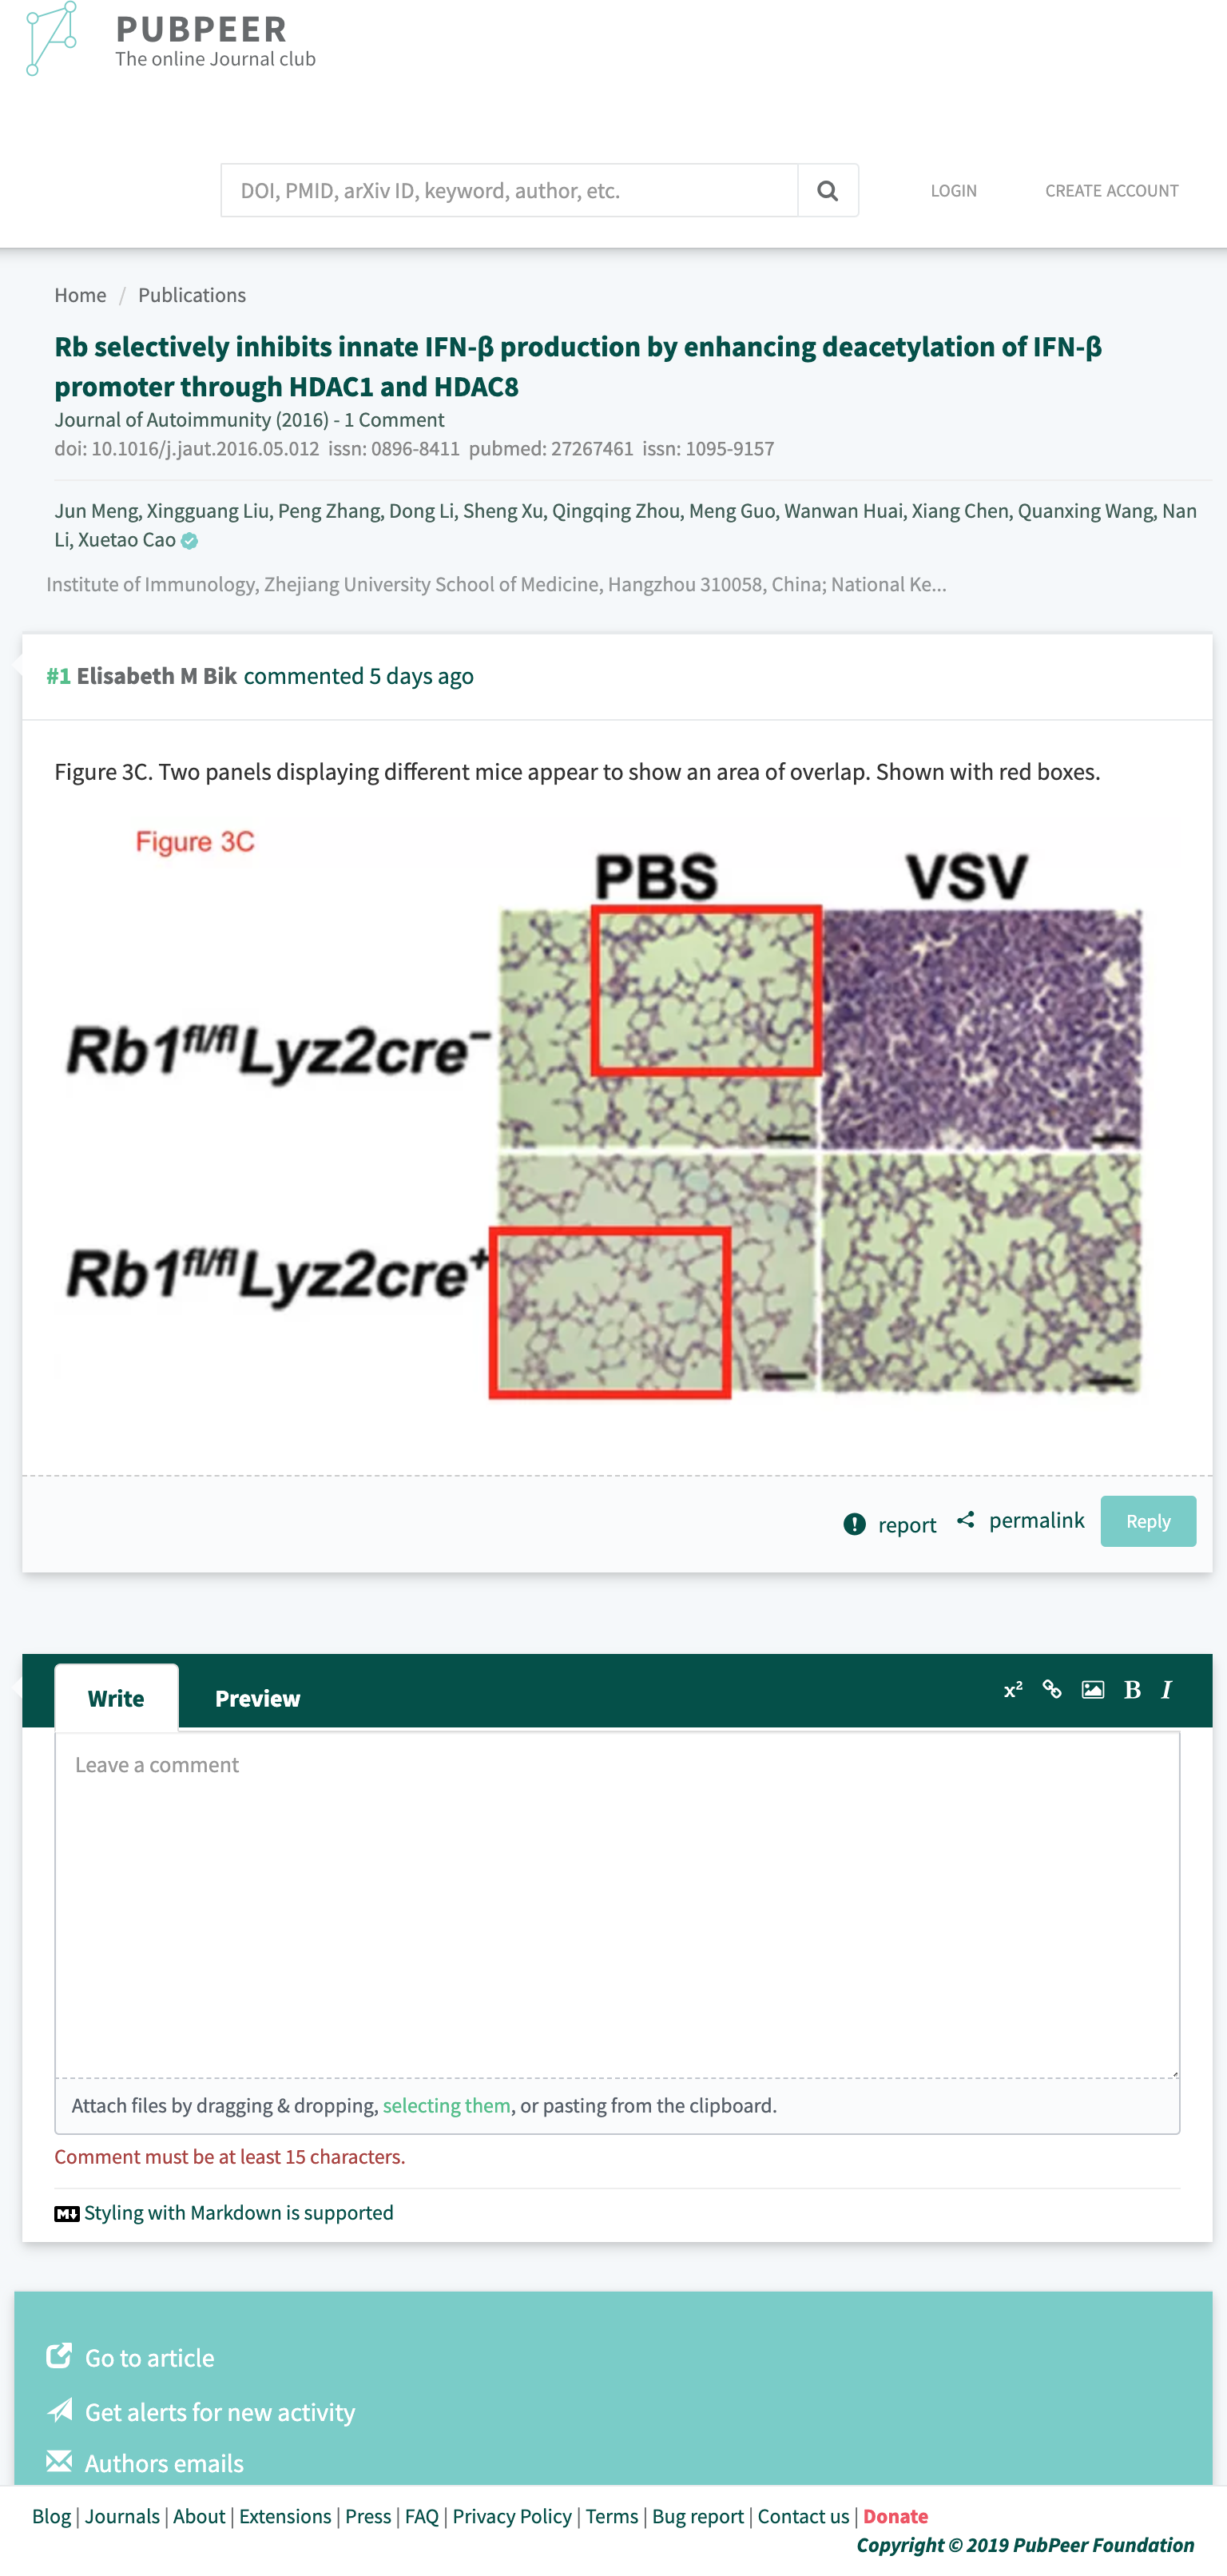 PUBPEER
The online Journal club
DOI, PMID, arXiv ID, keyword, author, etc.
LOGIN
CREATE ACCOUNT
Home / Publications
Rb selectively inhibits innate IFN-β production by enhancing deacetylation of IFN-β
promoter through HDAC1 and HDAC8
Journal of Autoimmunity (2016) - 1 Comment
doi: 10.1016/j.jaut.2016.05.012 issn: 0896-8411 pubmed: 27267461 issn: 1095-9157
Jun Meng, Xingguang Liu, Peng Zhang, Dong Li, Sheng Xu, Qingqing Zhou, Meng Guo, Wanwan Huai, Xiang Chen, Quanxing Wang, Nan
Li, Xuetao Cao
Institute of Immunology, Zhejiang University School of Medicine, Hangzhou 310058, China; National Ke...
#1 Elisabeth M Bik commented 5 days ago
Figure 3C. Two panels displaying different mice appear to show an area of overlap. Shown with red boxes.
Figure 3C
PBS VSV
Rb1fl/flLyz2cre−
Rb1fl/flLyz2cre+
report permalink Reply
Write Preview x² B I
Leave a comment
Attach files by dragging & dropping, selecting them, or pasting from the clipboard.
Comment must be at least 15 characters.
M Styling with Markdown is supported
Go to article
Get alerts for new activity
Authors emails
Blog | Journals | About | Extensions | Press | FAQ | Privacy Policy | Terms | Bug report | Contact us | Donate
Copyright © 2019 PubPeer Foundation